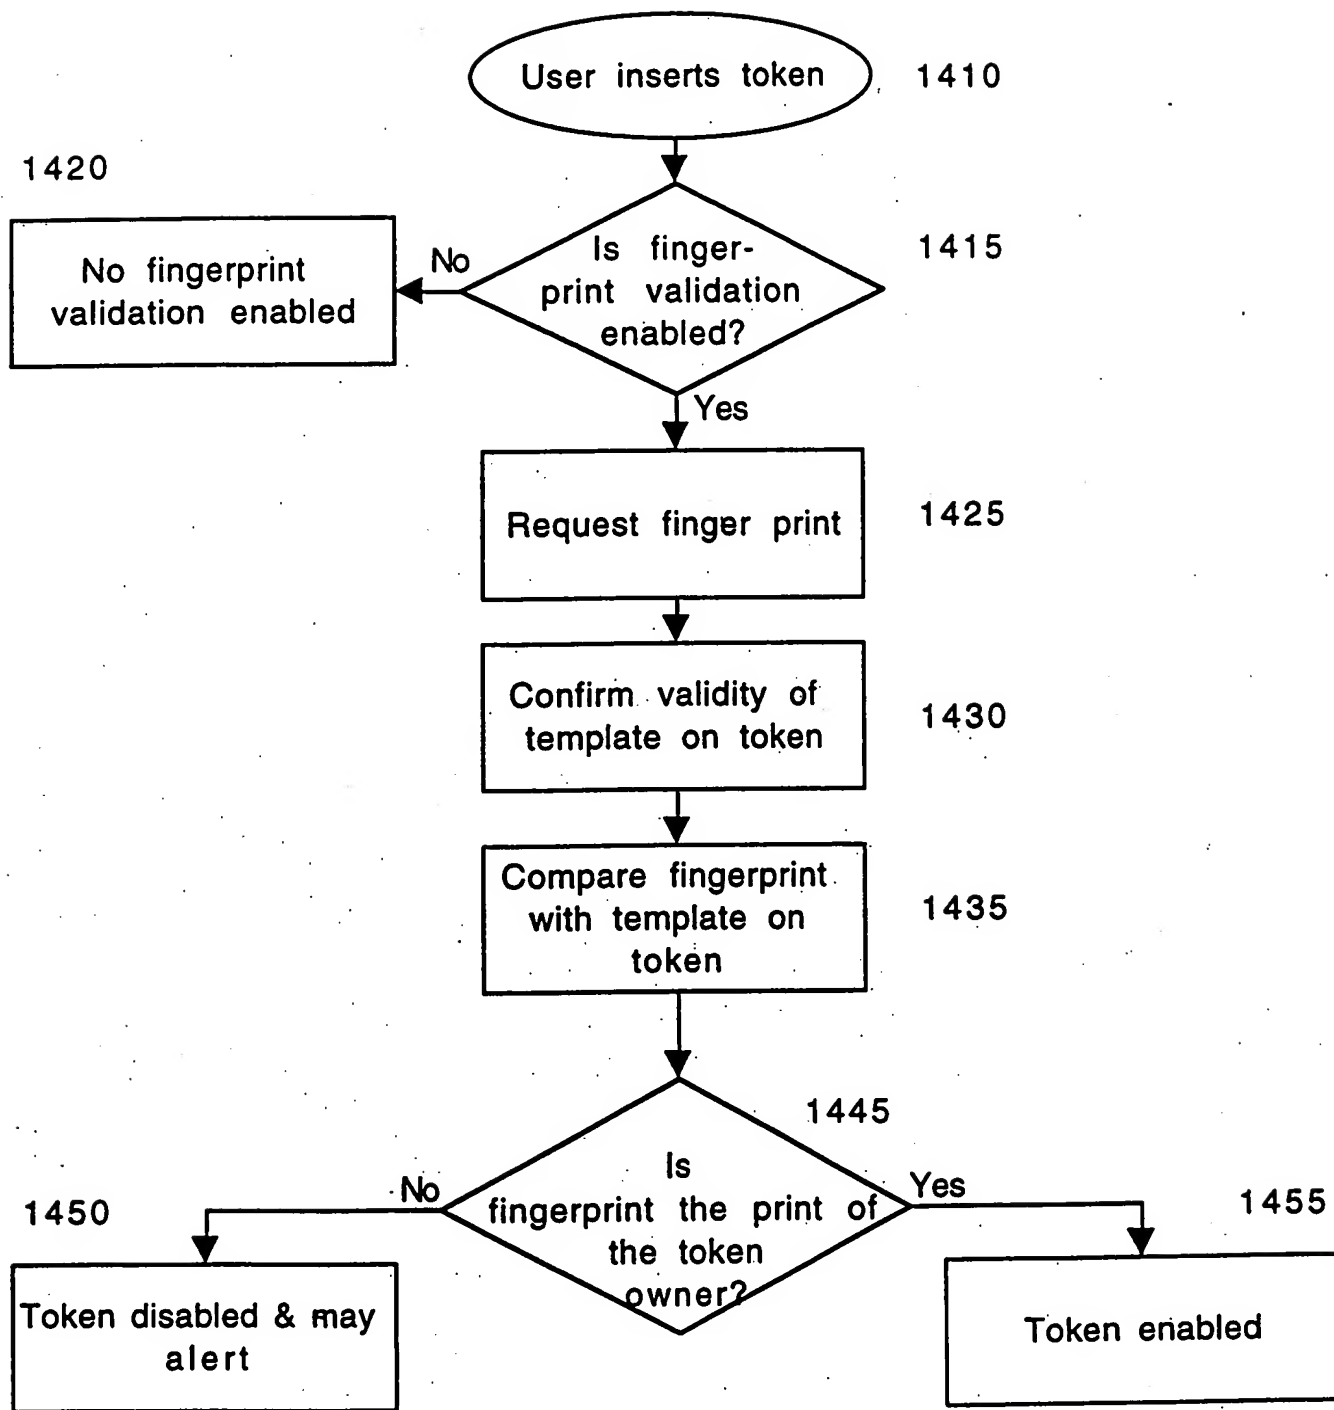 User inserts token
1410
1420
Is finger-
print validation
enabled?
1415
No
No fingerprint
validation enabled
Yes
Request finger print
1425
Confirm validity of
template on token
1430
Compare fingerprint
with template on
token
1435
1445
Is
fingerprint the print of
the token
owner?
No
Yes
1450
1455
Token disabled & may
alert
Token enabled